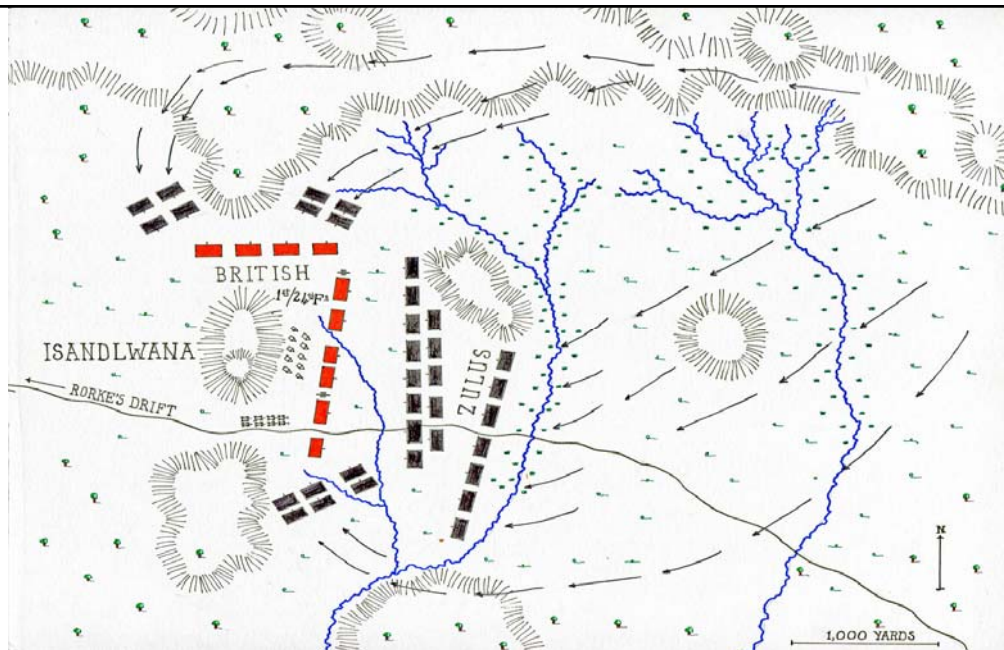 BRITISH
1st/24th Ft
ISANDLWANA
ZULUS
RORKE'S DRIFT
N
1,000 YARDS